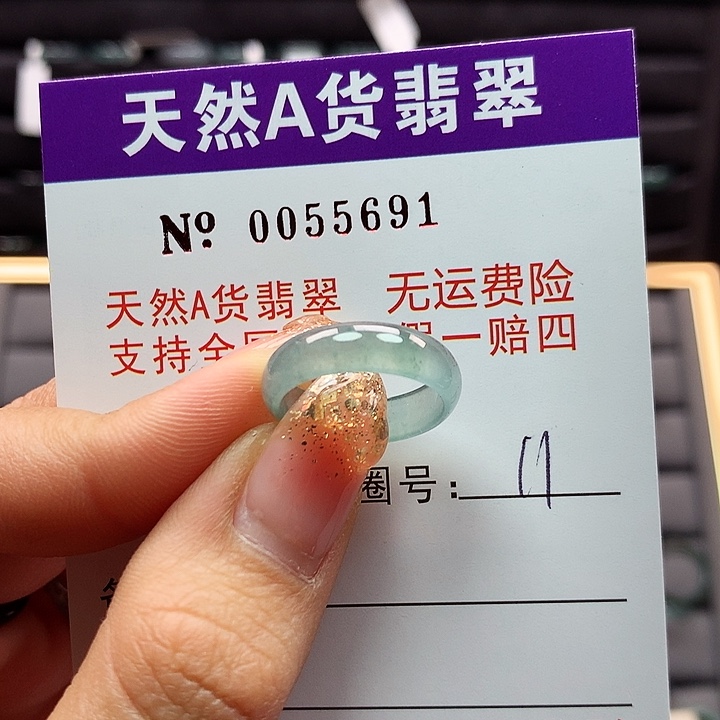 天然A货翡翠
Nº 0055691
天然A货翡翠 无运费险
支持全 一赔四
圈号: